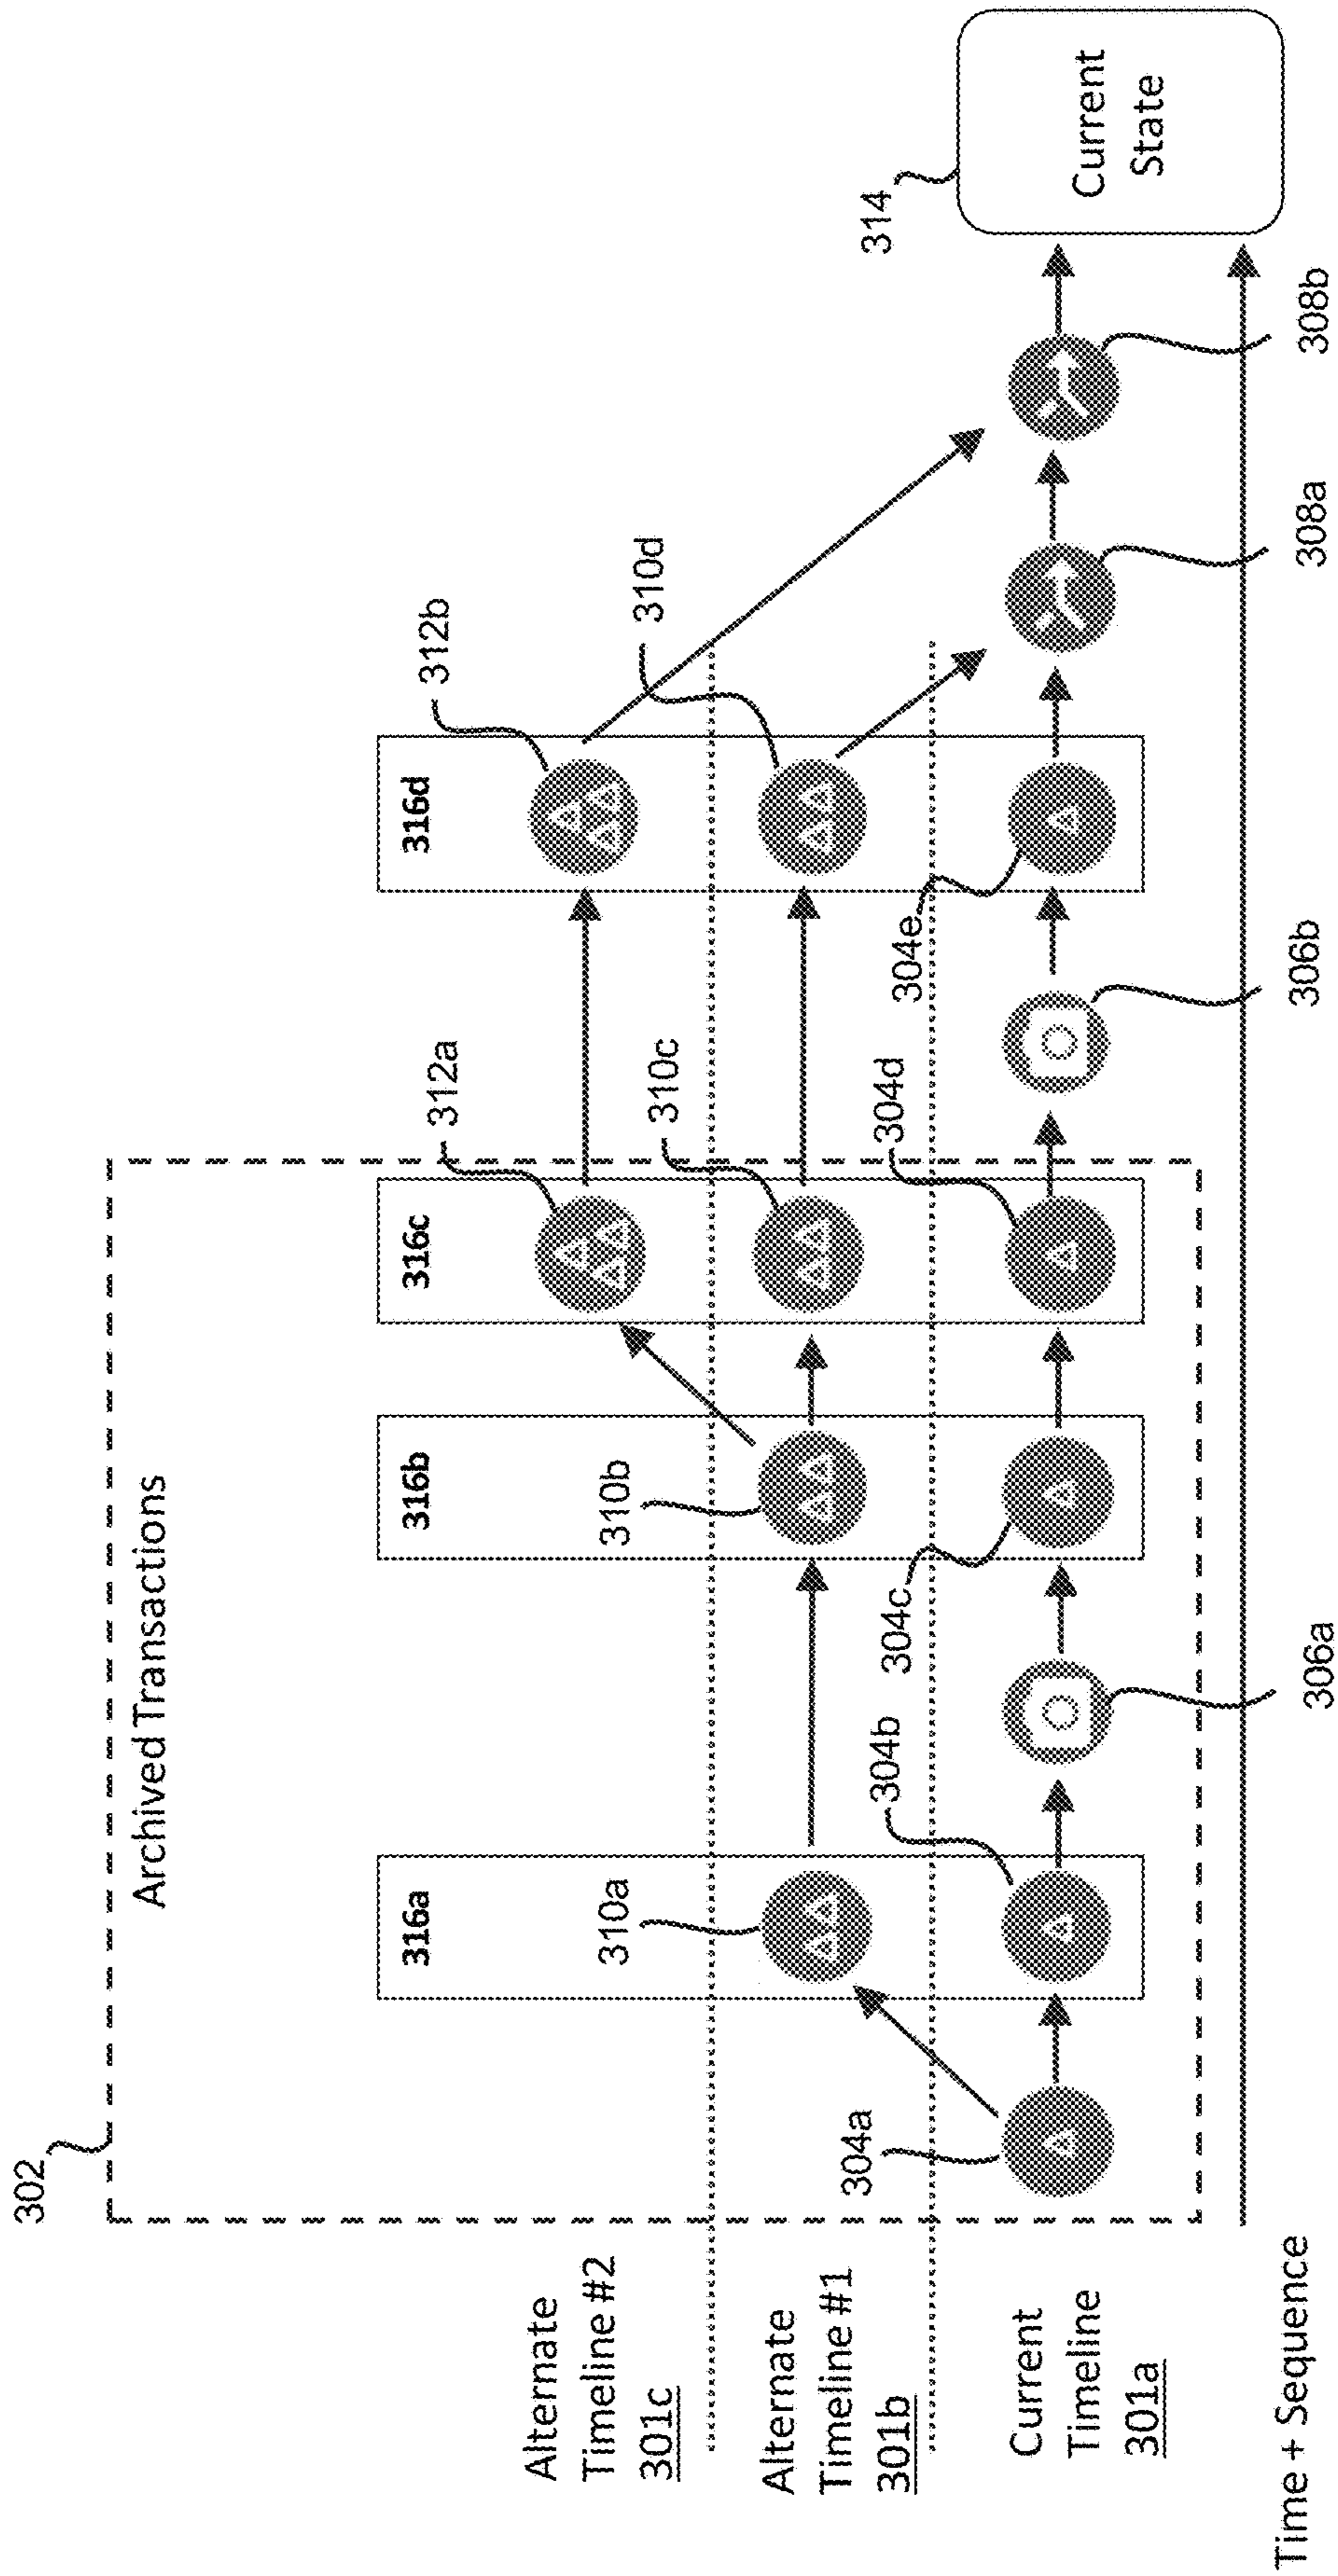 302
Archived Transactions
Alternate
Timeline #2
301c
Alternate
Timeline #1
301b
Current
Timeline
301a
316a
316b
316c
316d
312a
312b
310a
310b
310c
310d
304a
304b
304c
304d
304e
306a
306b
308a
308b
314
Current
State
Time + Sequence